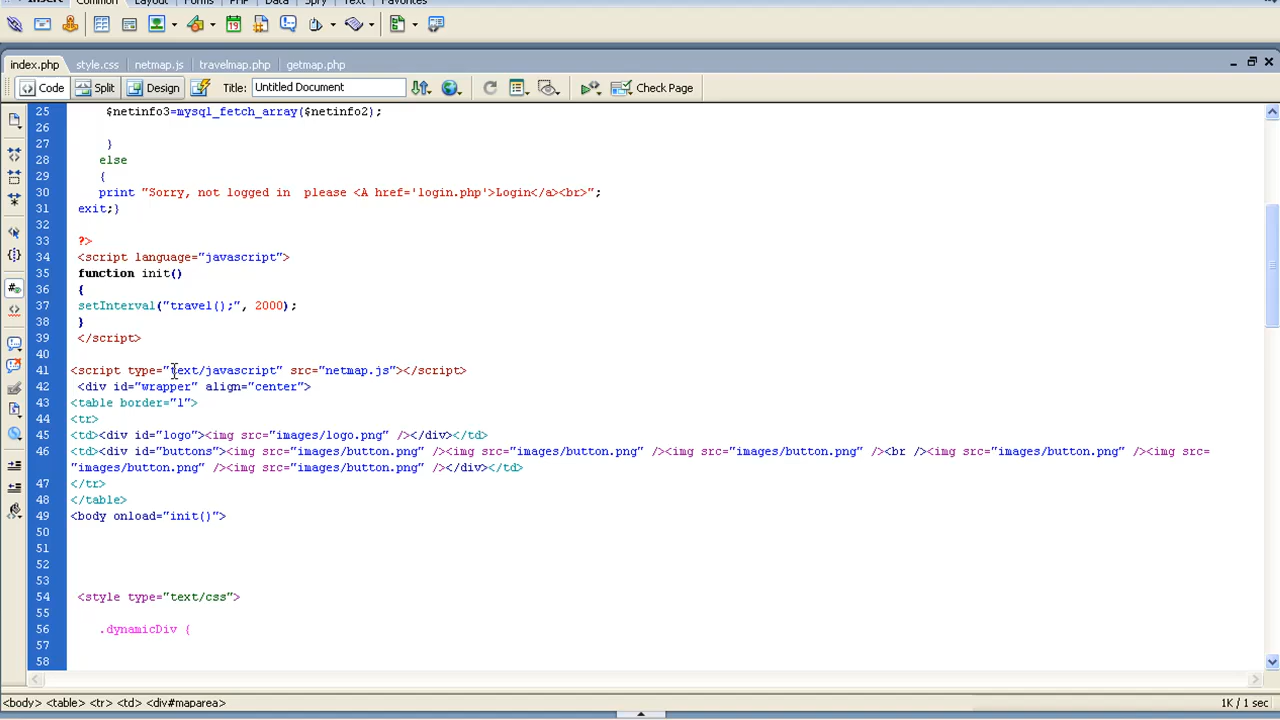 Insert Common Layout Forms PHP Data Spry Text Favorites
index.php style.css netmap.js travelmap.php getmap.php
Code Split Design Title: Untitled Document Check Page
25 $netinfo3=mysql_fetch_array($netinfo2);
26
27 }
28 else
29 {
30 print "Sorry, not logged in  please <A href='login.php'>Login</a><br>";
31 exit;}
32
33 ?>
34 <script language="javascript">
35 function init()
36 {
37 setInterval("travel();", 2000);
38 }
39 </script>
40
41 <script type="text/javascript" src="netmap.js"></script>
42 <div id="wrapper" align="center">
43 <table border="1">
44 <tr>
45 <td><div id="logo"><img src="images/logo.png" /></div></td>
46 <td><div id="buttons"><img src="images/button.png" /><img src="images/button.png" /><img src="images/button.png" /><br /><img src="images/button.png" /><img src=
"images/button.png" /><img src="images/button.png" /></div></td>
47 </tr>
48 </table>
49 <body onload="init()">
50
51
52
53
54 <style type="text/css">
55
56 .dynamicDiv {
57
58
<body> <table> <tr> <td> <div#maparea> 1K / 1 sec